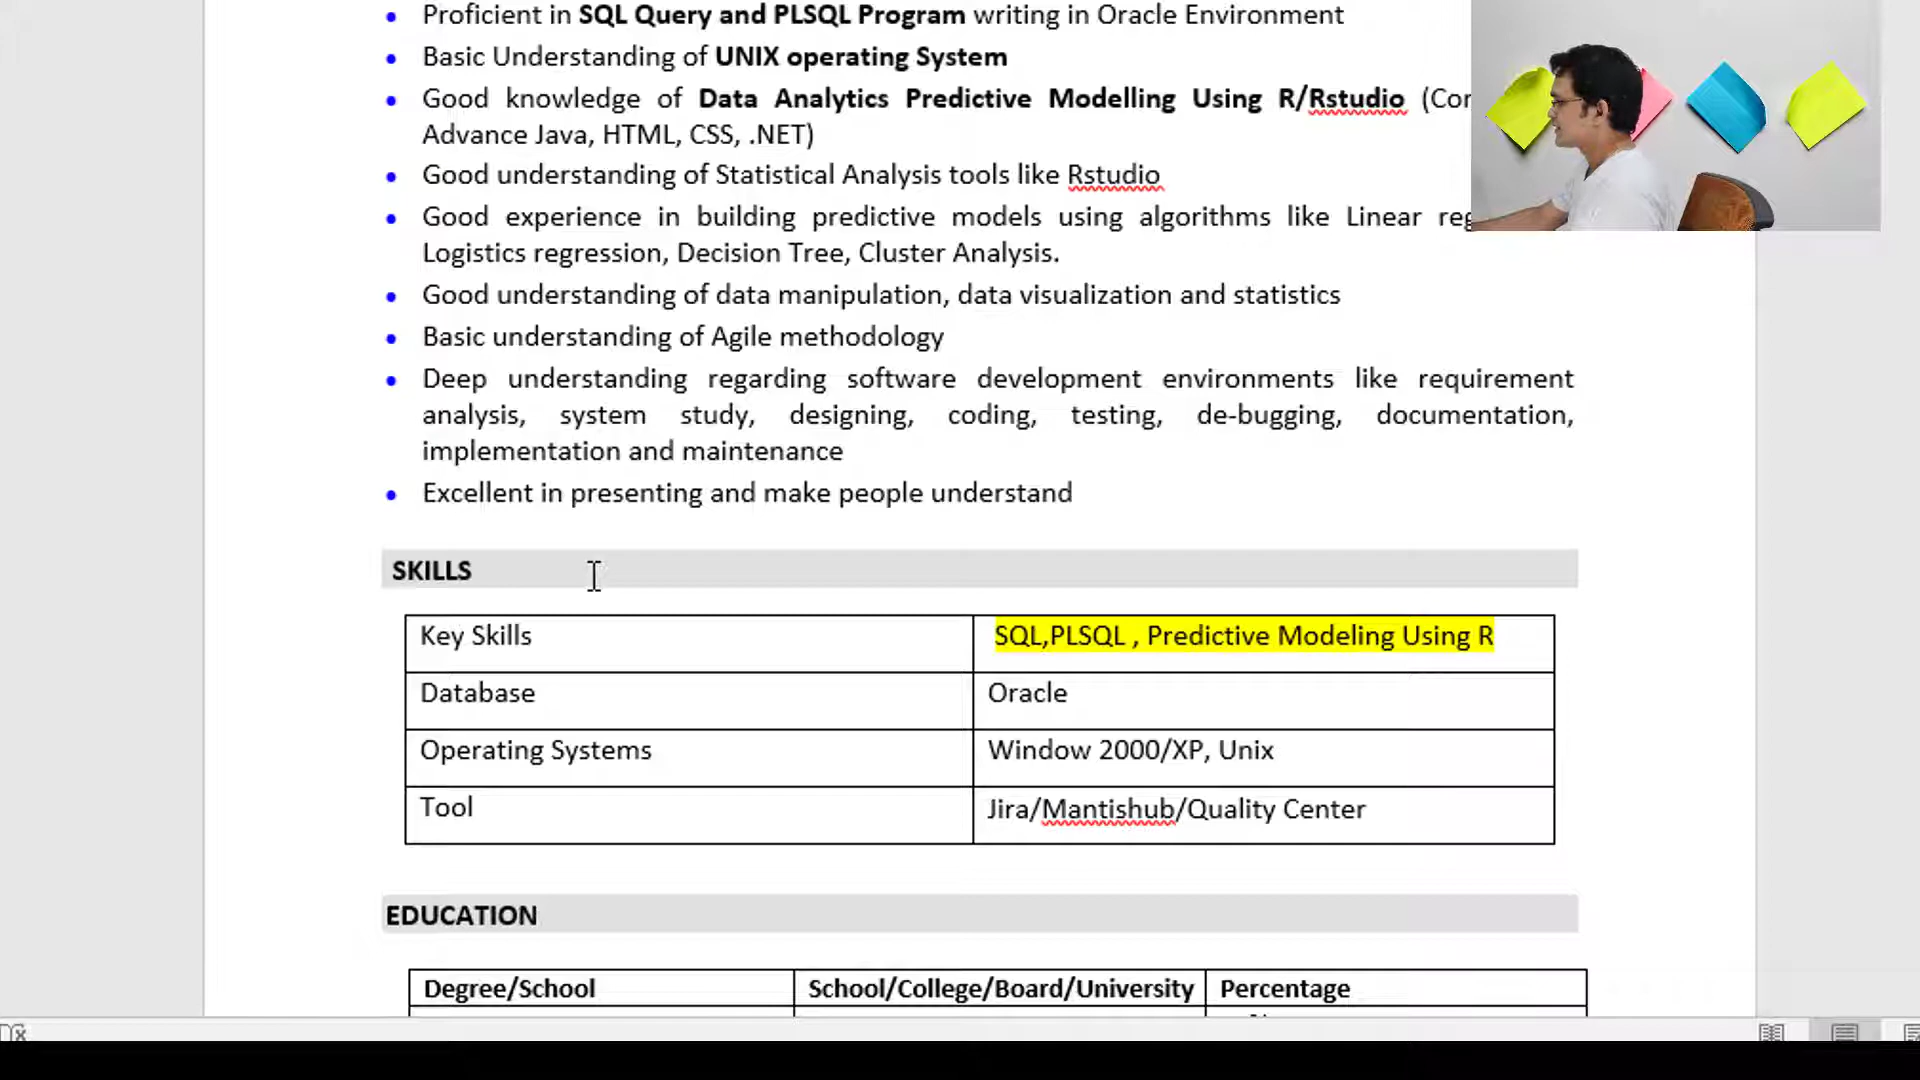 Proficient in SQL Query and PLSQL Program writing in Oracle Environment
Basic Understanding of UNIX operating System
Good knowledge of Data Analytics Predictive Modelling Using R/Rstudio
Advance Java, HTML, CSS, .NET)
Good understanding of Statistical Analysis tools like Rstudio
Good experience in building predictive models using algorithms like Linear
Logistics regression, Decision Tree, Cluster Analysis.
Good understanding of data manipulation, data visualization and statistics
Basic understanding of Agile methodology
Deep understanding regarding software development environments like requirement
analysis, system study, designing, coding, testing, de-bugging, documentation,
implementation and maintenance
Excellent in presenting and make people understand
SKILLS
Key Skills SQL,PLSQL , Predictive Modeling Using R
Database Oracle
Operating Systems Window 2000/XP, Unix
Tool Jira/Mantishub/Quality Center
EDUCATION
Degree/School School/College/Board/University Percentage